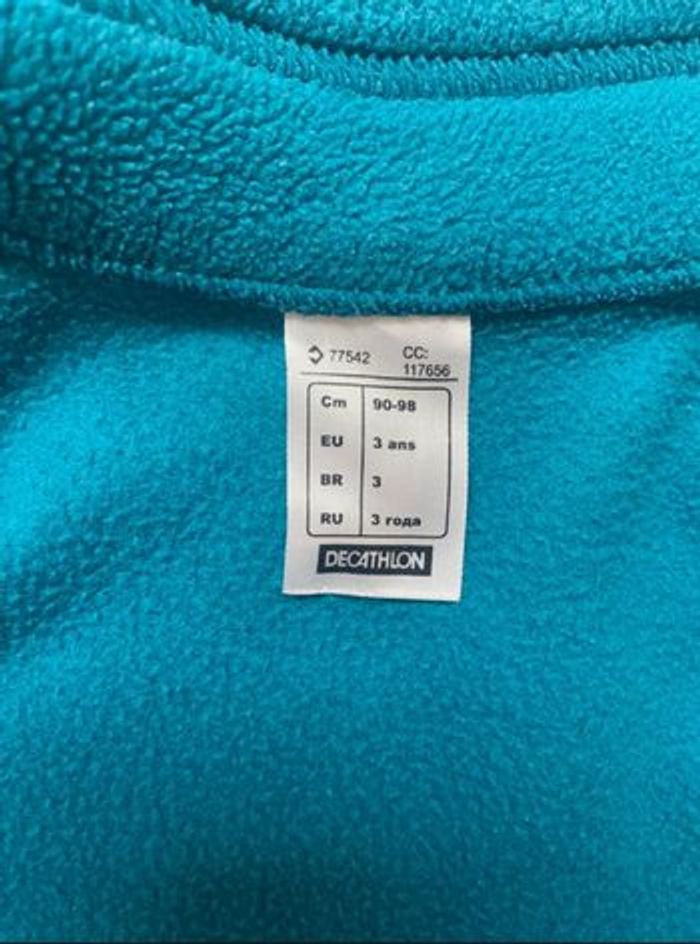 77542 CC:
117656
Cm 90-98
EU 3 ans
BR 3
RU 3 года
DECATHLON